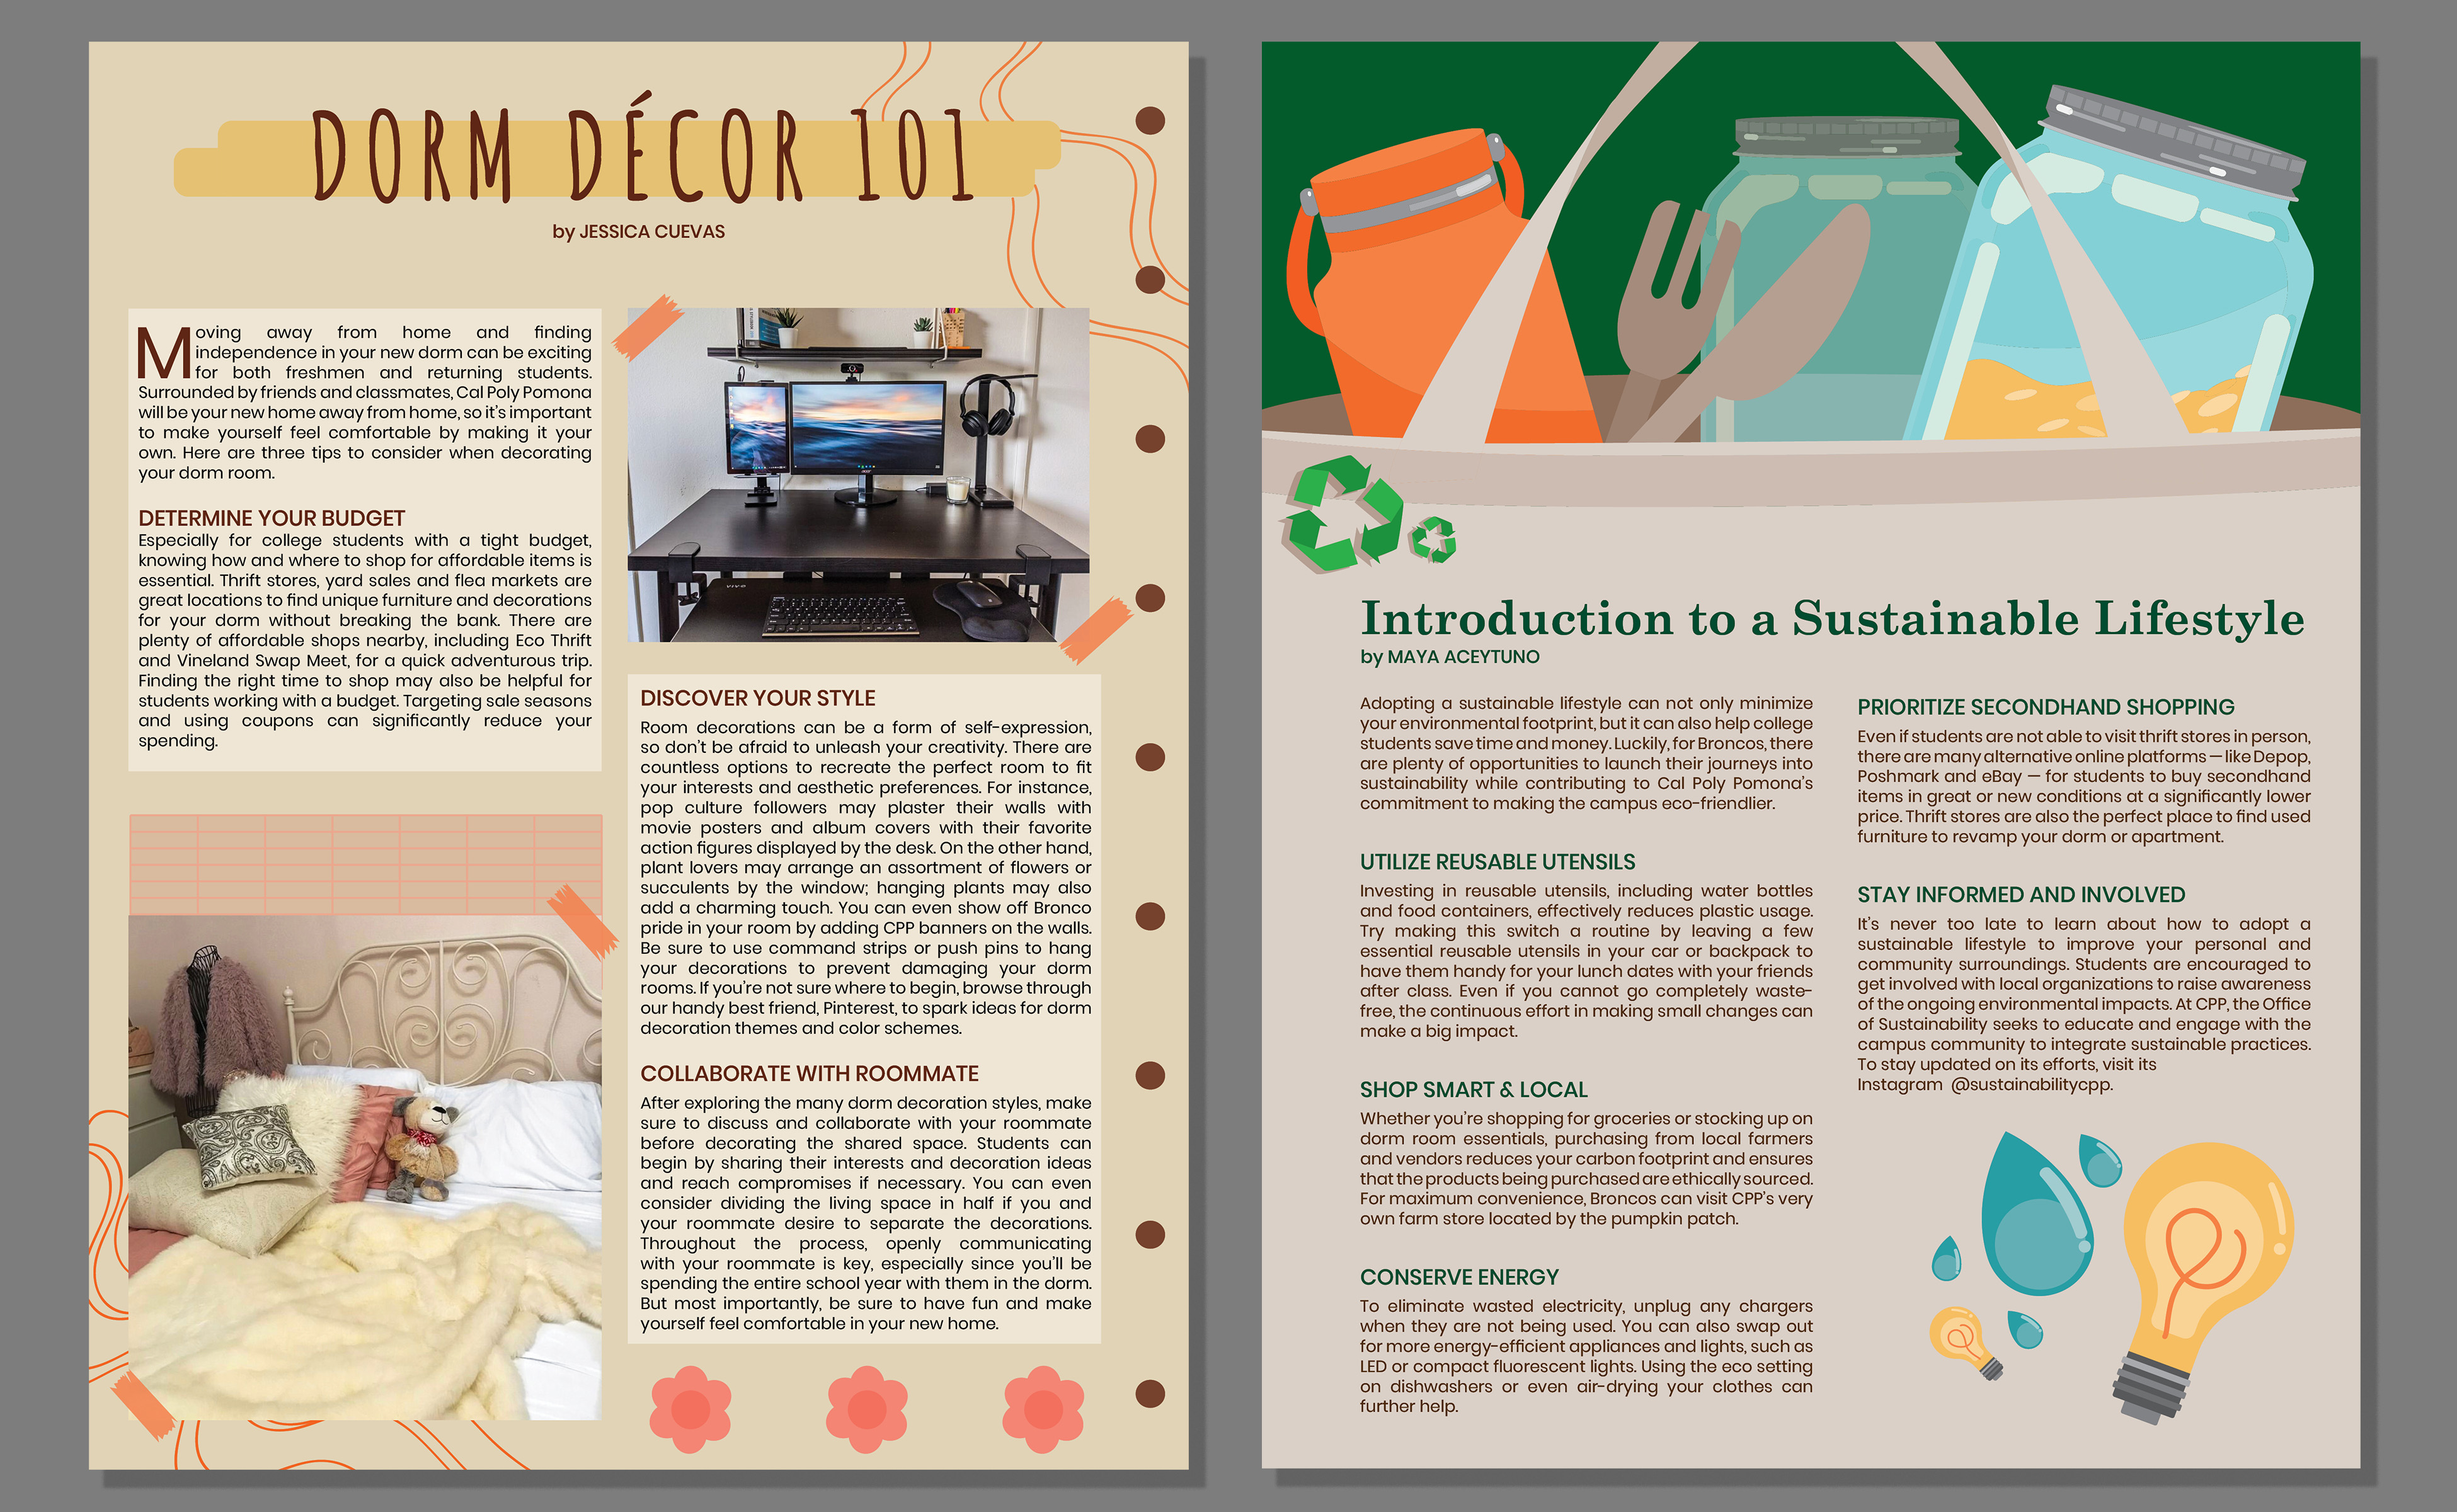 DORM DÉCOR 101
by JESSICA CUEVAS
Moving away from home and finding
independence in your new dorm can be exciting
for both freshmen and returning students.
Surrounded by friends and classmates, Cal Poly Pomona
will be your new home away from home, so it's important
to make yourself feel comfortable by making it your
own. Here are three tips to consider when decorating
your dorm room.
DETERMINE YOUR BUDGET
Especially for college students with a tight budget,
knowing how and where to shop for affordable items is
essential. Thrift stores, yard sales and flea markets are
great locations to find unique furniture and decorations
for your dorm without breaking the bank. There are
plenty of affordable shops nearby, including Eco Thrift
and Vineland Swap Meet, for a quick adventurous trip.
Finding the right time to shop may also be helpful for
students working with a budget. Targeting sale seasons
and using coupons can significantly reduce your
spending.
DISCOVER YOUR STYLE
Room decorations can be a form of self-expression,
so don't be afraid to unleash your creativity. There are
countless options to recreate the perfect room to fit
your interests and aesthetic preferences. For instance,
pop culture followers may plaster their walls with
movie posters and album covers with their favorite
action figures displayed by the desk. On the other hand,
plant lovers may arrange an assortment of flowers or
succulents by the window; hanging plants may also
add a charming touch. You can even show off Bronco
pride in your room by adding CPP banners on the walls.
Be sure to use command strips or push pins to hang
your decorations to prevent damaging your dorm
rooms. If you're not sure where to begin, browse through
our handy best friend, Pinterest, to spark ideas for dorm
decoration themes and color schemes.
COLLABORATE WITH ROOMMATE
After exploring the many dorm decoration styles, make
sure to discuss and collaborate with your roommate
before decorating the shared space. Students can
begin by sharing their interests and decoration ideas
and reach compromises if necessary. You can even
consider dividing the living space in half if you and
your roommate desire to separate the decorations.
Throughout the process, openly communicating
with your roommate is key, especially since you'll be
spending the entire school year with them in the dorm.
But most importantly, be sure to have fun and make
yourself feel comfortable in your new home.
Introduction to a Sustainable Lifestyle
by MAYA ACEYTUNO
Adopting a sustainable lifestyle can not only minimize
your environmental footprint, but it can also help college
students save time and money. Luckily, for Broncos, there
are plenty of opportunities to launch their journeys into
sustainability while contributing to Cal Poly Pomona's
commitment to making the campus eco-friendlier.
UTILIZE REUSABLE UTENSILS
Investing in reusable utensils, including water bottles
and food containers, effectively reduces plastic usage.
Try making this switch a routine by leaving a few
essential reusable utensils in your car or backpack to
have them handy for your lunch dates with your friends
after class. Even if you cannot go completely waste-
free, the continuous effort in making small changes can
make a big impact.
SHOP SMART & LOCAL
Whether you're shopping for groceries or stocking up on
dorm room essentials, purchasing from local farmers
and vendors reduces your carbon footprint and ensures
that the products being purchased are ethically sourced.
For maximum convenience, Broncos can visit CPP's very
own farm store located by the pumpkin patch.
CONSERVE ENERGY
To eliminate wasted electricity, unplug any chargers
when they are not being used. You can also swap out
for more energy-efficient appliances and lights, such as
LED or compact fluorescent lights. Using the eco setting
on dishwashers or even air-drying your clothes can
further help.
PRIORITIZE SECONDHAND SHOPPING
Even if students are not able to visit thrift stores in person,
there are many alternative online platforms — like Depop,
Poshmark and eBay — for students to buy secondhand
items in great or new conditions at a significantly lower
price. Thrift stores are also the perfect place to find used
furniture to revamp your dorm or apartment.
STAY INFORMED AND INVOLVED
It's never too late to learn about how to adopt a
sustainable lifestyle to improve your personal and
community surroundings. Students are encouraged to
get involved with local organizations to raise awareness
of the ongoing environmental impacts. At CPP, the Office
of Sustainability seeks to educate and engage with the
campus community to integrate sustainable practices.
To stay updated on its efforts, visit its
Instagram @sustainabilitycpp.